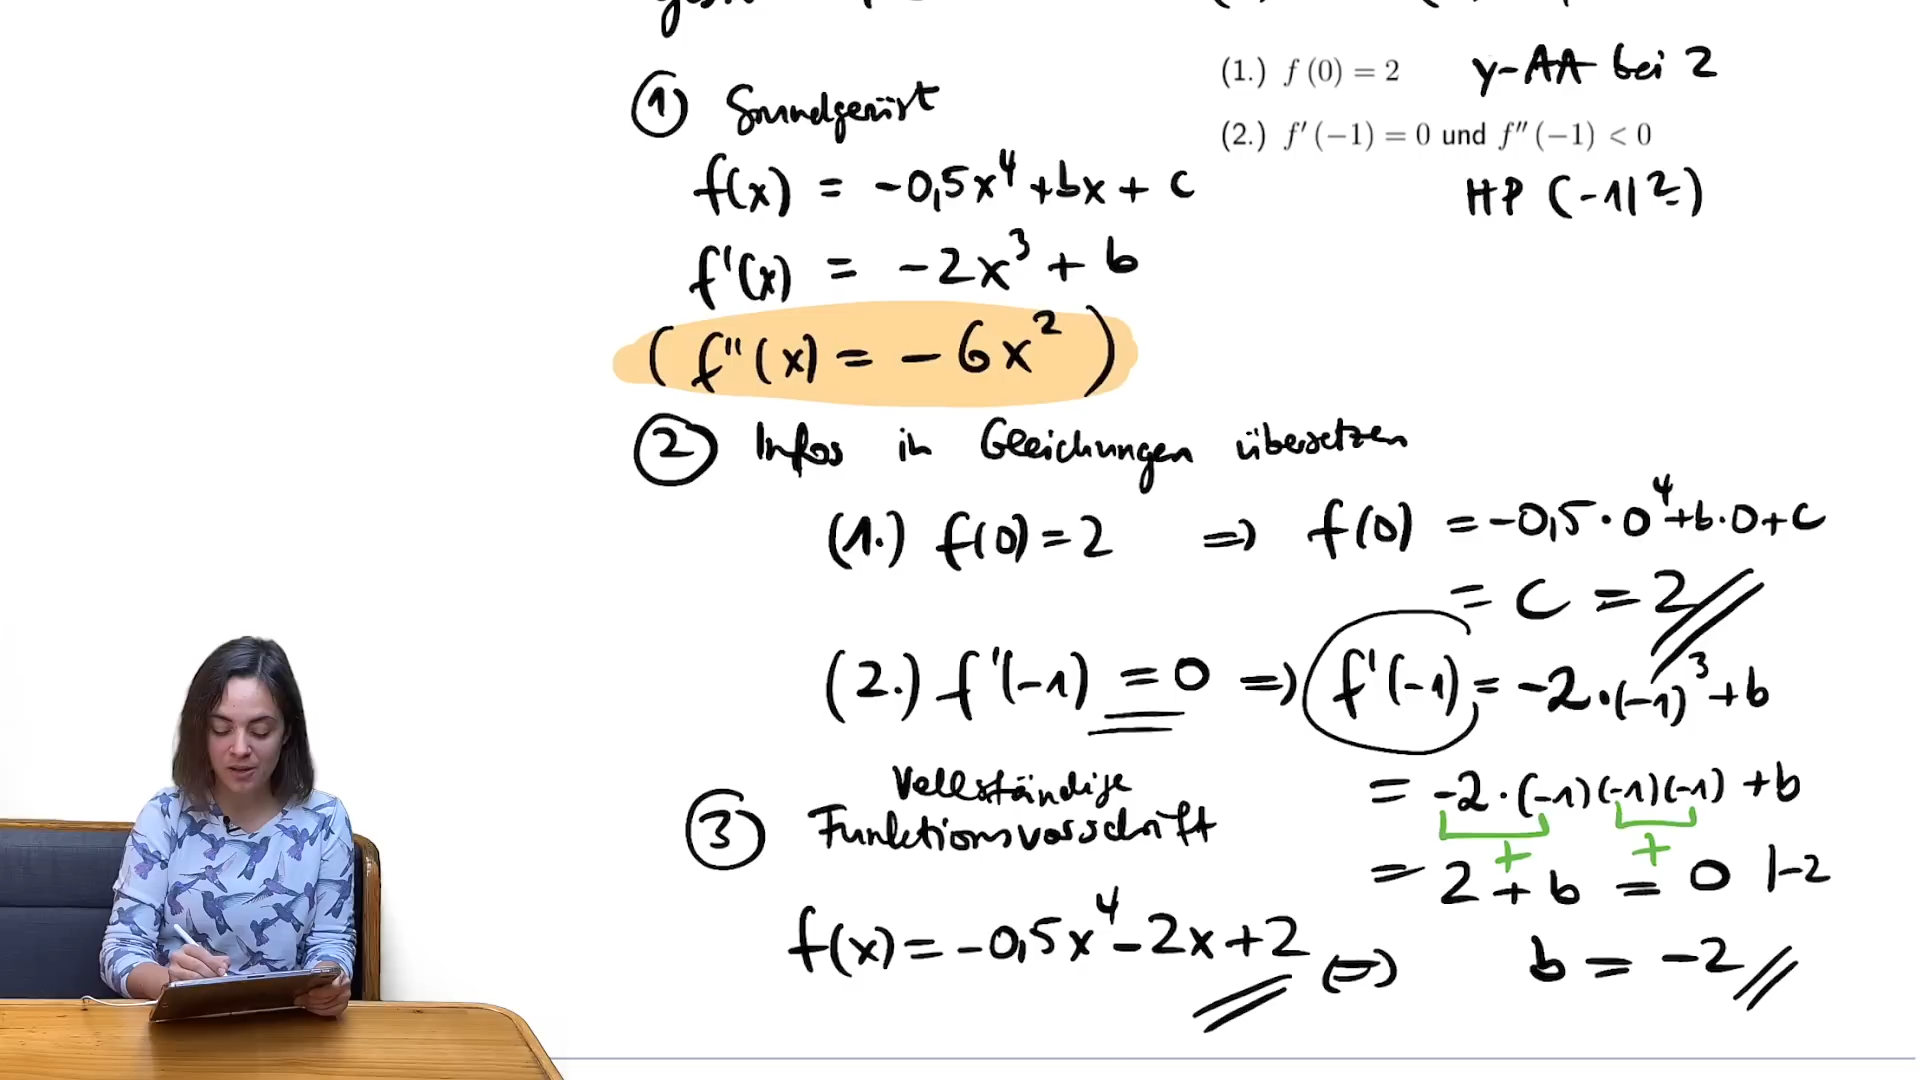 (1.) f (0) = 2 y-AA bei 2
(2.) f′ (−1) = 0 und f″ (−1) < 0
HP (-1|?)
① Grundgerüst
f(x) = -0,5x⁴ + bx + c
f'(x) = -2x³ + b
( f''(x) = - 6x² )
② Infos in Gleichungen übersetzen
(1.) f(0) = 2 => f(0) = -0,5 · 0⁴ + b · 0 + c
= c = 2
(2.) f'(-1) = 0 => f'(-1) = -2 · (-1)³ + b
= -2 · (-1)(-1)(-1) + b
+ +
= 2 + b = 0 |-2
<=> b = -2
③ Vollständige
Funktionsvorschrift
f(x) = -0,5x⁴ - 2x + 2